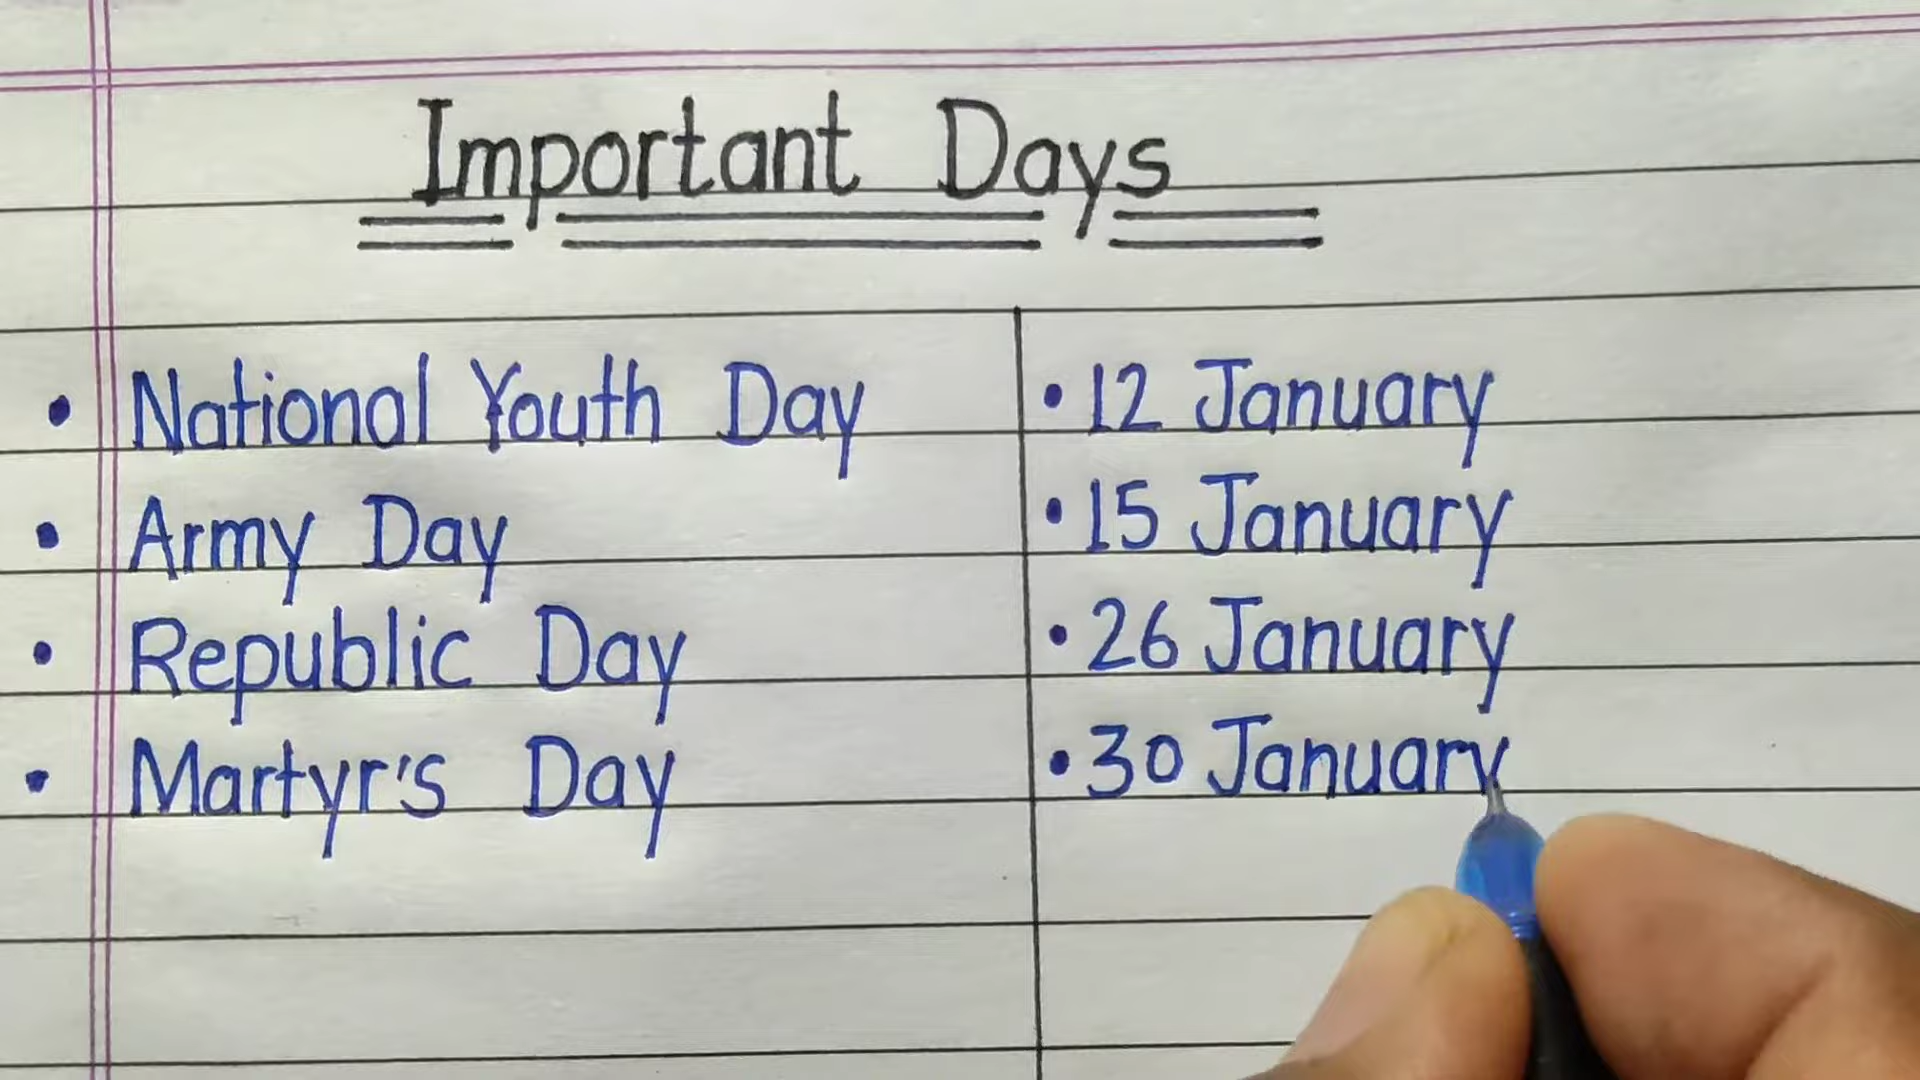 Important Days
• National Youth Day • 12 January
• Army Day • 15 January
• Republic Day • 26 January
• Martyr's Day • 30 January